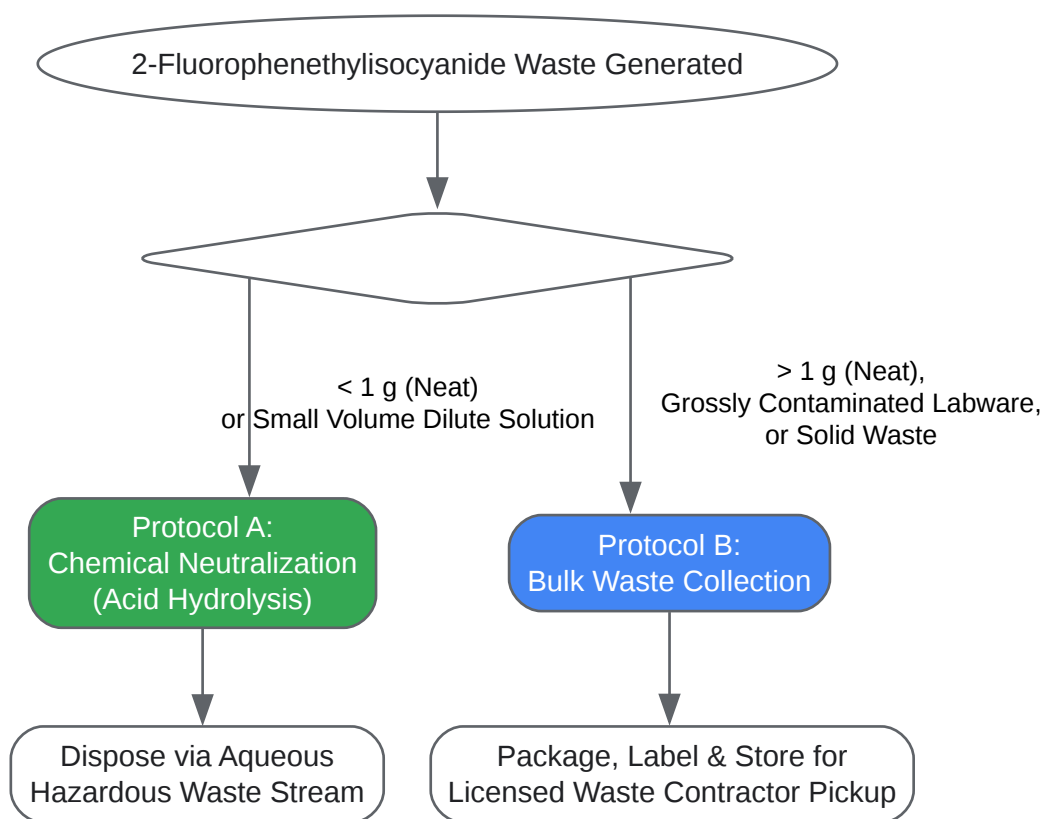 2-Fluorophenethylisocyanide Waste Generated
< 1 g (Neat)
or Small Volume Dilute Solution
> 1 g (Neat),
Grossly Contaminated Labware,
or Solid Waste
Protocol A:
Chemical Neutralization
(Acid Hydrolysis)
Protocol B:
Bulk Waste Collection
Dispose via Aqueous
Hazardous Waste Stream
Package, Label & Store for
Licensed Waste Contractor Pickup